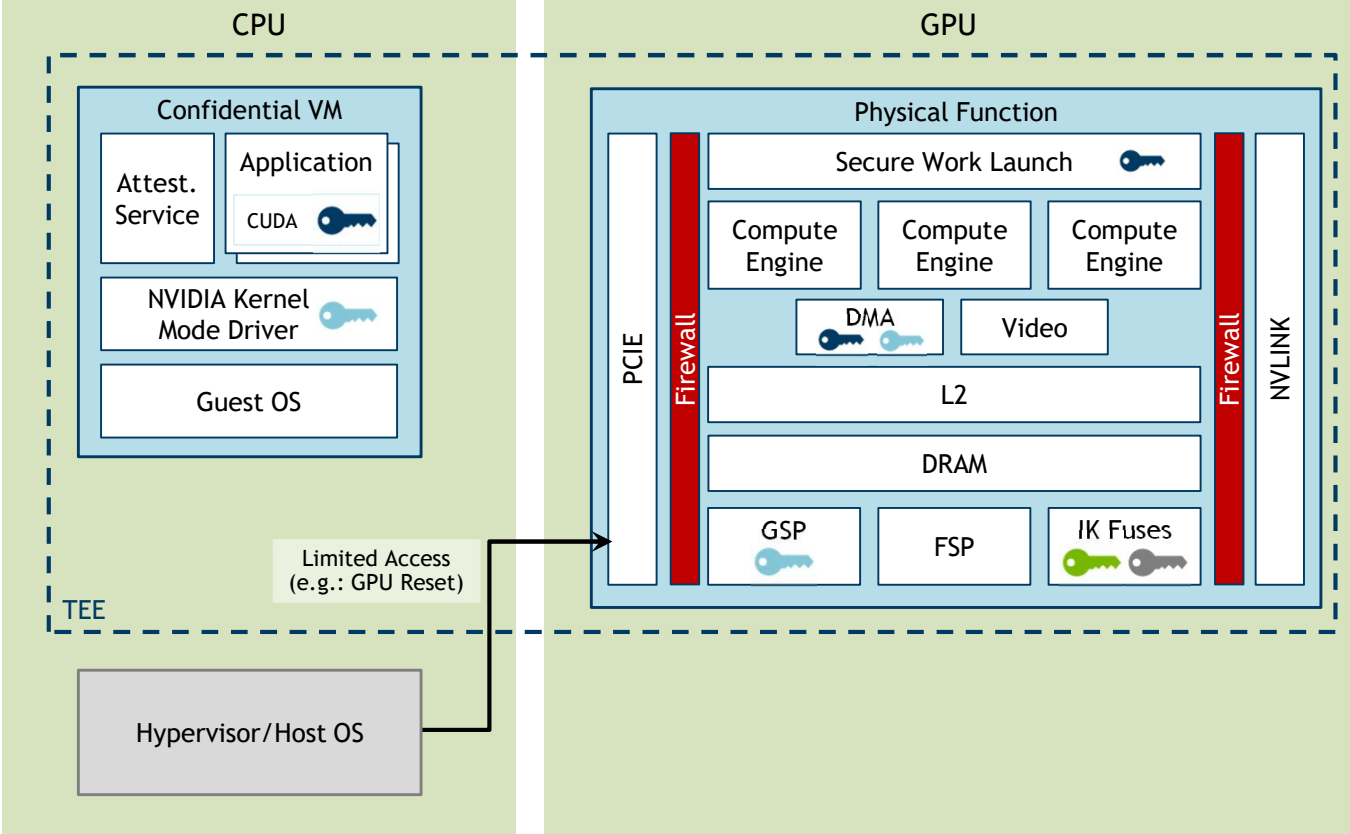 CPU
GPU
Confidential VM
Attest.
Service
Application
CUDA
NVIDIA Kernel
Mode Driver
Guest OS
Physical Function
PCIE
Firewall
Secure Work Launch
Compute
Engine
Compute
Engine
Compute
Engine
DMA
Video
L2
DRAM
GSP
FSP
IK Fuses
Firewall
NVLINK
Limited Access
(e.g.: GPU Reset)
TEE
Hypervisor/Host OS